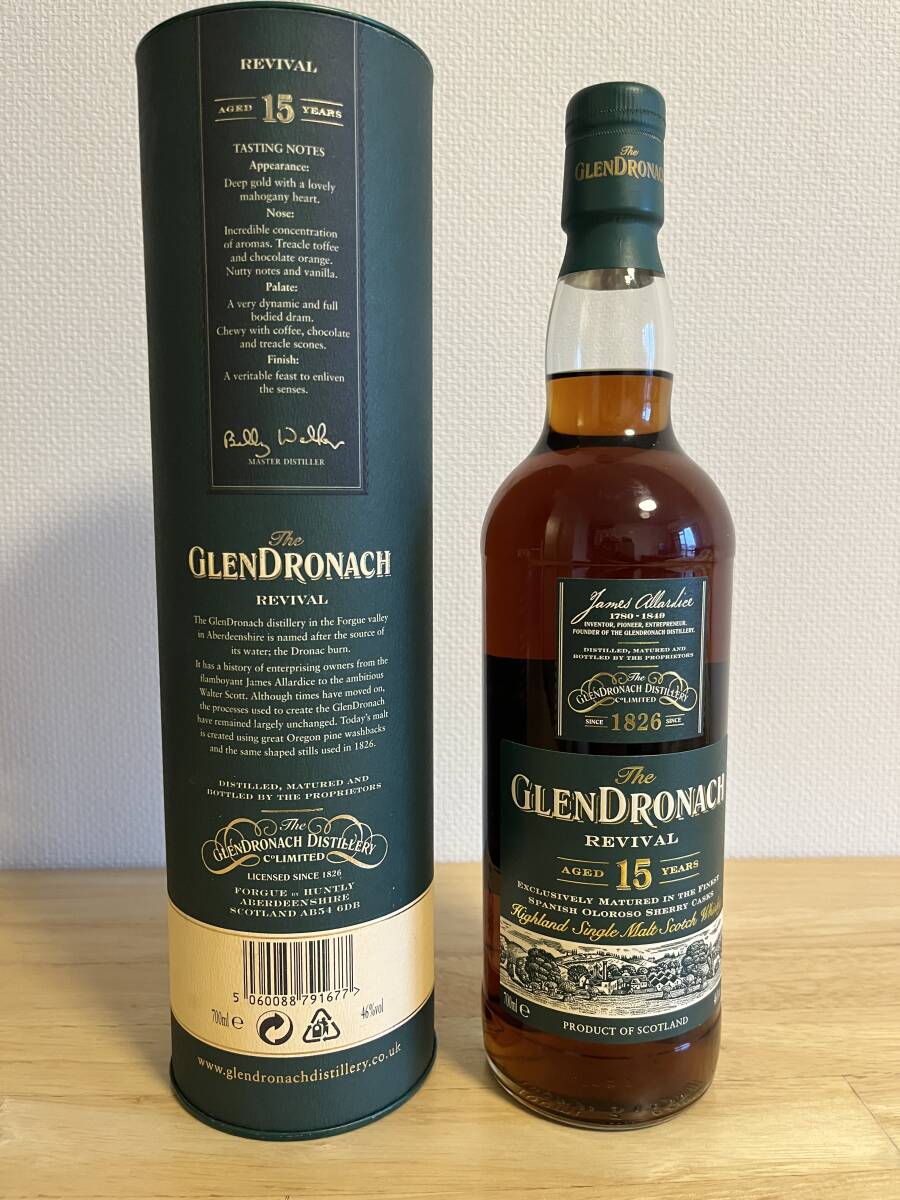 REVIVAL
AGED 15 YEARS
TASTING NOTES
Appearance:
Deep gold with a lovely
mahogany heart.
Nose:
Incredible concentration
of aromas. Treacle toffee
and chocolate orange.
Nutty notes and vanilla.
Palate:
A very dynamic and full
bodied dram.
Chewy with coffee, chocolate
and treacle scones.
Finish:
A veritable feast to enliven
the senses.
Billy Walker
MASTER DISTILLER
The
GLENDRONACH
REVIVAL
The GlenDronach distillery in the Forgue valley
in Aberdeenshire is named after the source of
its water; the Dronac burn.
It has a history of enterprising owners from the
flamboyant James Allardice to the ambitious
Walter Scott. Although times have moved on,
the processes used to create the GlenDronach
have remained largely unchanged. Today's malt
is created using great Oregon pine washbacks
and the same shaped stills used in 1826.
DISTILLED, MATURED AND
BOTTLED BY THE PROPRIETORS
The
GLENDRONACH DISTILLERY
Cº LIMITED
LICENSED SINCE 1826
FORGUE BY HUNTLY
ABERDEENSHIRE
SCOTLAND AB54 6DB
5 060088 791677 >
700ml e 46%vol
www.glendronachdistillery.co.uk
The
GLENDRONACH
James Allardice
1780 - 1849
INVENTOR, PIONEER, ENTREPRENEUR.
FOUNDER OF THE GLENDRONACH DISTILLERY.
DISTILLED, MATURED AND
BOTTLED BY THE PROPRIETORS
The
GLENDRONACH DISTILLERY
Cº LIMITED
SINCE 1826 SINCE
The
GLENDRONACH
REVIVAL
AGED 15 YEARS
EXCLUSIVELY MATURED IN THE FINEST
SPANISH OLOROSO SHERRY CASKS
Highland Single Malt Scotch Whisky
700ml e
PRODUCT OF SCOTLAND